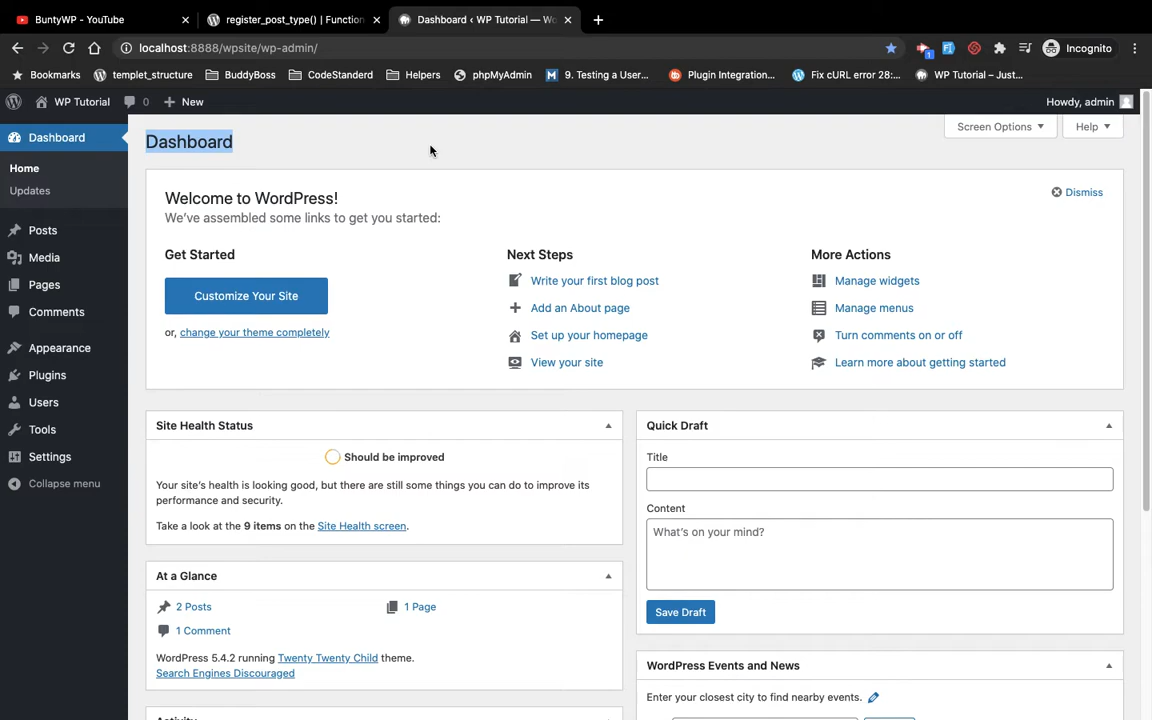 BuntyWP - YouTube
register_post_type() | Function
Dashboard ‹ WP Tutorial — Wo
localhost:8888/wpsite/wp-admin/
1
Incognito
Bookmarks
templet_structure
BuddyBoss
CodeStanderd
Helpers
phpMyAdmin
9. Testing a User...
Plugin Integration...
Fix cURL error 28:...
WP Tutorial – Just...
WP Tutorial
0
New
Howdy, admin
Dashboard
Home
Updates
Posts
Media
Pages
Comments
Appearance
Plugins
Users
Tools
Settings
Collapse menu
Dashboard
Screen Options
Help
Welcome to WordPress!
We've assembled some links to get you started:
Dismiss
Get Started
Customize Your Site
or, change your theme completely
Next Steps
Write your first blog post
Add an About page
Set up your homepage
View your site
More Actions
Manage widgets
Manage menus
Turn comments on or off
Learn more about getting started
Site Health Status
Should be improved
Your site's health is looking good, but there are still some things you can do to improve its
performance and security.
Take a look at the 9 items on the Site Health screen.
At a Glance
2 Posts
1 Page
1 Comment
WordPress 5.4.2 running Twenty Twenty Child theme.
Search Engines Discouraged
Activity
Quick Draft
Title
Content
What's on your mind?
Save Draft
WordPress Events and News
Enter your closest city to find nearby events.